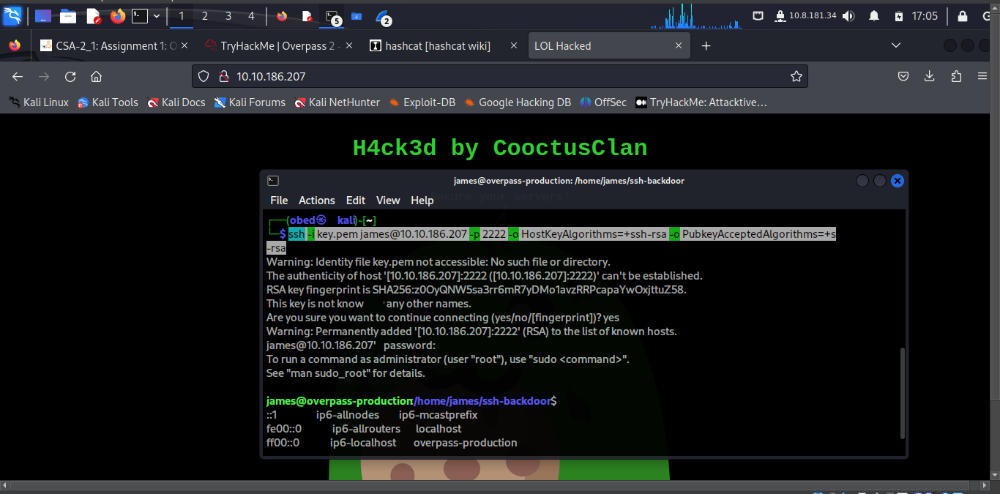 1 2 3 4 5 2 10.8.181.34 17:05
CSA-2_1: Assignment 1: O
TryHackMe | Overpass 2 -
hashcat [hashcat wiki]
LOL Hacked
10.10.186.207
Kali Linux Kali Tools Kali Docs Kali Forums Kali NetHunter Exploit-DB Google Hacking DB OffSec TryHackMe: Attacktive…
H4ck3d by CooctusClan
james@overpass-production: /home/james/ssh-backdoor
Secure your servers!
File Actions Edit View Help
(obed㉿ kali)-[~]
$ ssh -i key.pem james@10.10.186.207 -p 2222 -o HostKeyAlgorithms=+ssh-rsa -o PubkeyAcceptedAlgorithms=+s
-rsa
Warning: Identity file key.pem not accessible: No such file or directory.
The authenticity of host '[10.10.186.207]:2222 ([10.10.186.207]:2222)' can't be established.
RSA key fingerprint is SHA256:z0OyQNW5sa3rr6mR7yDMo1avzRRPcapaYwOxjttuZ58.
This key is not know any other names.
Are you sure you want to continue connecting (yes/no/[fingerprint])? yes
Warning: Permanently added '[10.10.186.207]:2222' (RSA) to the list of known hosts.
james@10.10.186.207' password:
To run a command as administrator (user "root"), use "sudo <command>".
See "man sudo_root" for details.
james@overpass-production:/home/james/ssh-backdoor$
::1 ip6-allnodes ip6-mcastprefix
fe00::0 ip6-allrouters localhost
ff00::0 ip6-localhost overpass-production